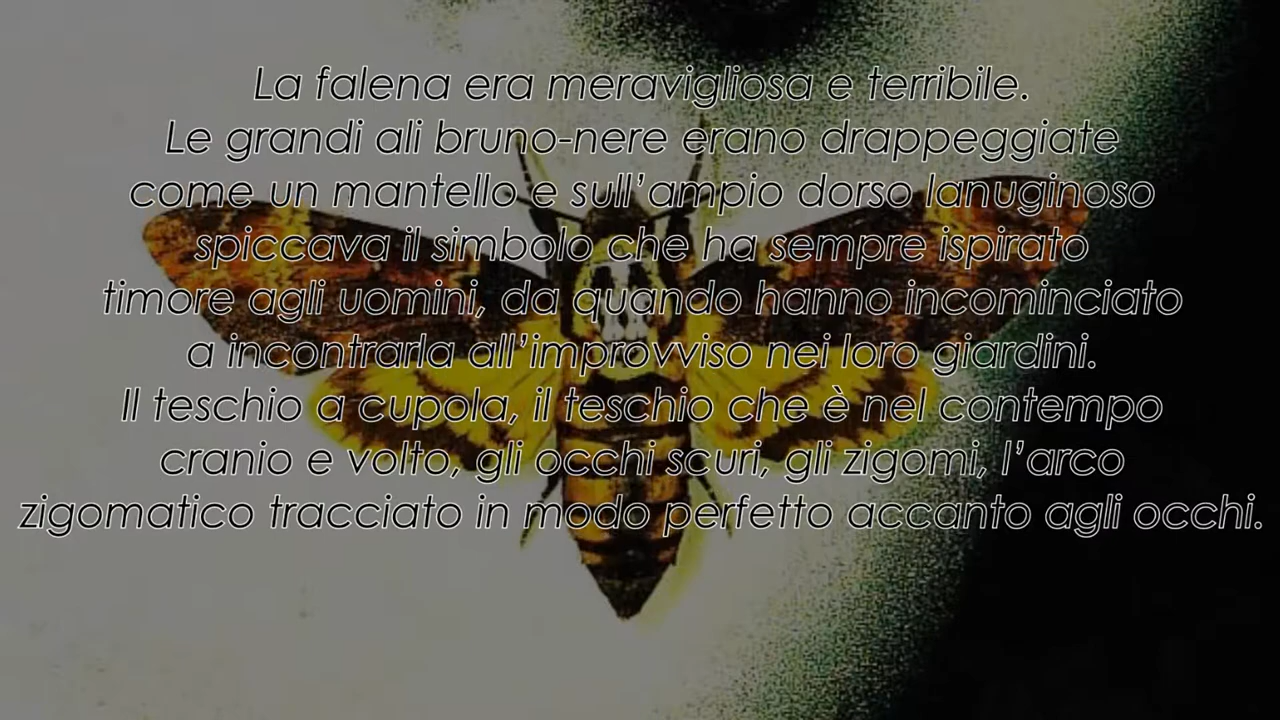 La falena era meravigliosa e terribile.
Le grandi ali bruno-nere erano drappeggiate
come un mantello e sull’ampio dorso lanuginoso
spiccava il simbolo che ha sempre ispirato
timore agli uomini, da quando hanno incominciato
a incontrarla all’improvviso nei loro giardini.
Il teschio a cupola, il teschio che è nel contempo
cranio e volto, gli occhi scuri, gli zigomi, l’arco
zigomatico tracciato in modo perfetto accanto agli occhi.